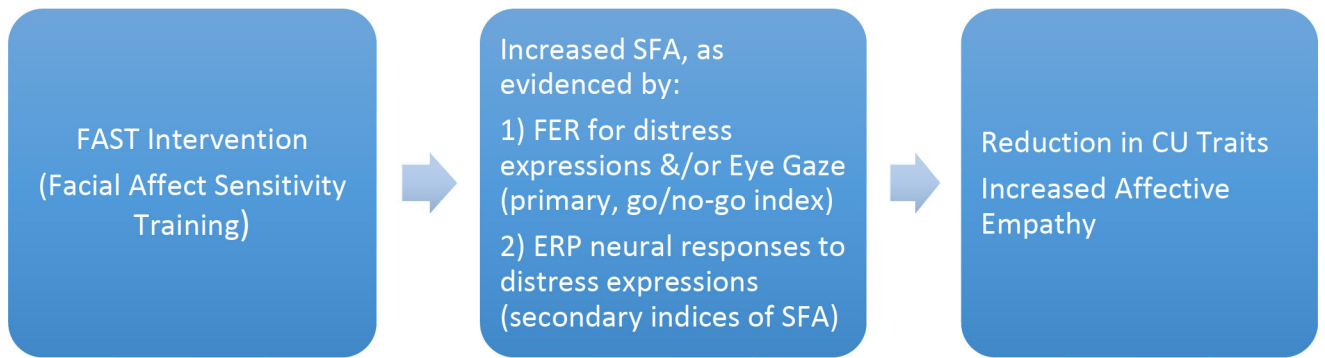 FAST Intervention
(Facial Affect Sensitivity
Training)
Increased SFA, as
evidenced by:
1) FER for distress
expressions &/or Eye Gaze
(primary, go/no-go index)
2) ERP neural responses to
distress expressions
(secondary indices of SFA)
Reduction in CU Traits
Increased Affective
Empathy